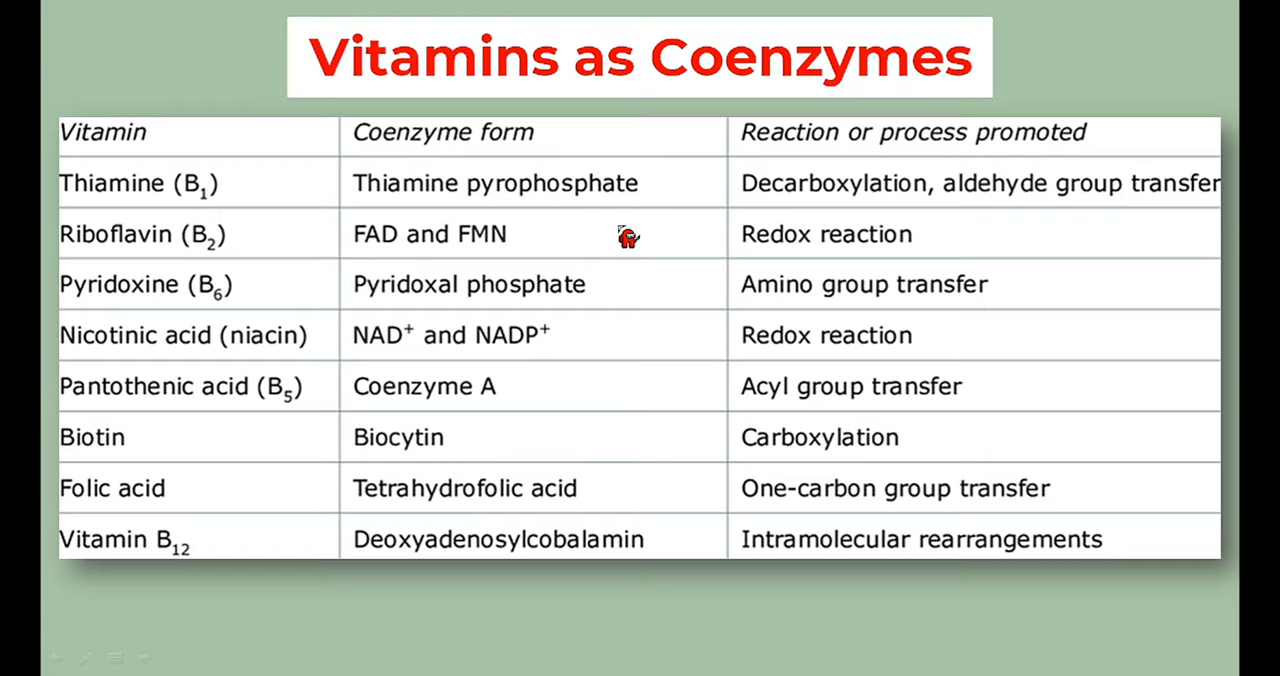 Vitamins as Coenzymes
Vitamin Coenzyme form Reaction or process promoted
Thiamine (B₁) Thiamine pyrophosphate Decarboxylation, aldehyde group transfer
Riboflavin (B₂) FAD and FMN Redox reaction
Pyridoxine (B₆) Pyridoxal phosphate Amino group transfer
Nicotinic acid (niacin) NAD⁺ and NADP⁺ Redox reaction
Pantothenic acid (B₅) Coenzyme A Acyl group transfer
Biotin Biocytin Carboxylation
Folic acid Tetrahydrofolic acid One-carbon group transfer
Vitamin B₁₂ Deoxyadenosylcobalamin Intramolecular rearrangements